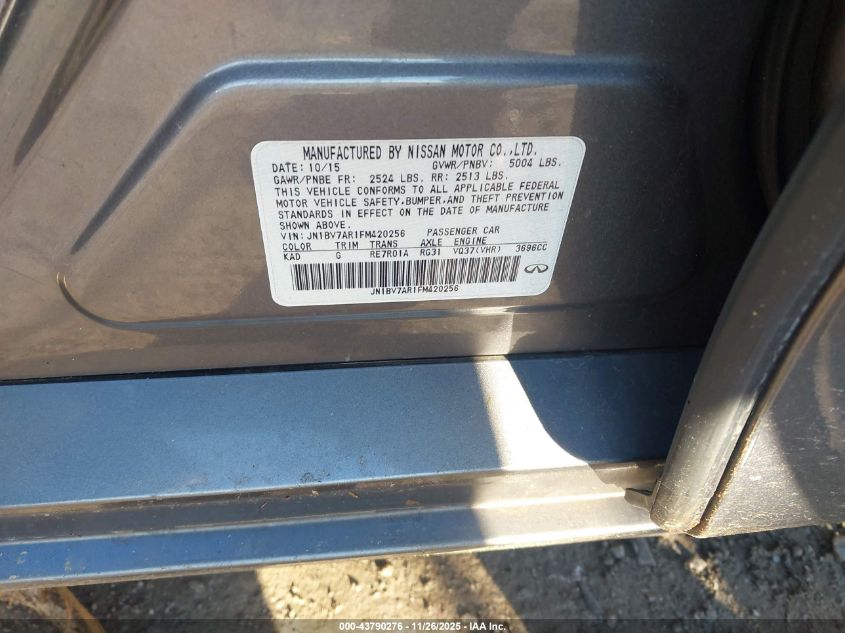 MANUFACTURED BY NISSAN MOTOR CO.,LTD.
DATE: 10/15 GVWR/PNBV: 5004 LBS.
GAWR/PNBE FR: 2524 LBS. RR: 2513 LBS.
THIS VEHICLE CONFORMS TO ALL APPLICABLE FEDERAL
MOTOR VEHICLE SAFETY,BUMPER,AND THEFT PREVENTION
STANDARDS IN EFFECT ON THE DATE OF MANUFACTURE
SHOWN ABOVE.
VIN: JN1BV7AR1FM420256 PASSENGER CAR
COLOR TRIM TRANS AXLE ENGINE
KAD G RE7R01A RG31 VQ37(VHR) 3696CC
JN1BV7AR1FM420256
000-43790276 - 11/26/2025 - IAA Inc.